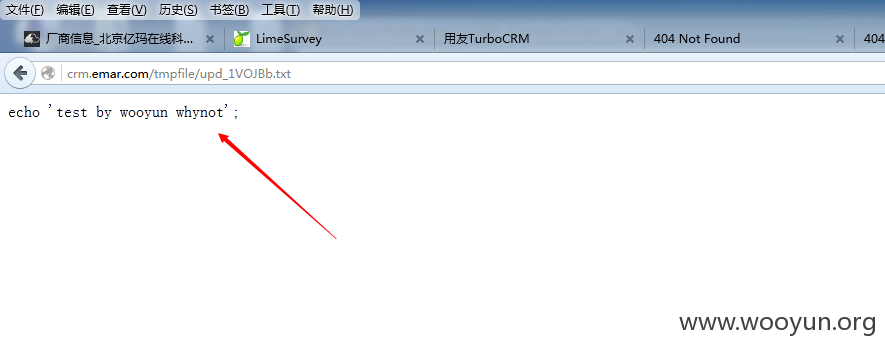 文件(F) 编辑(E) 查看(V) 历史(S) 书签(B) 工具(T) 帮助(H)
厂商信息_北京亿玛在线科... × LimeSurvey × 用友TurboCRM × 404 Not Found × 404
crm.emar.com/tmpfile/upd_1VOJBb.txt
echo 'test by wooyun whynot';
www.wooyun.org